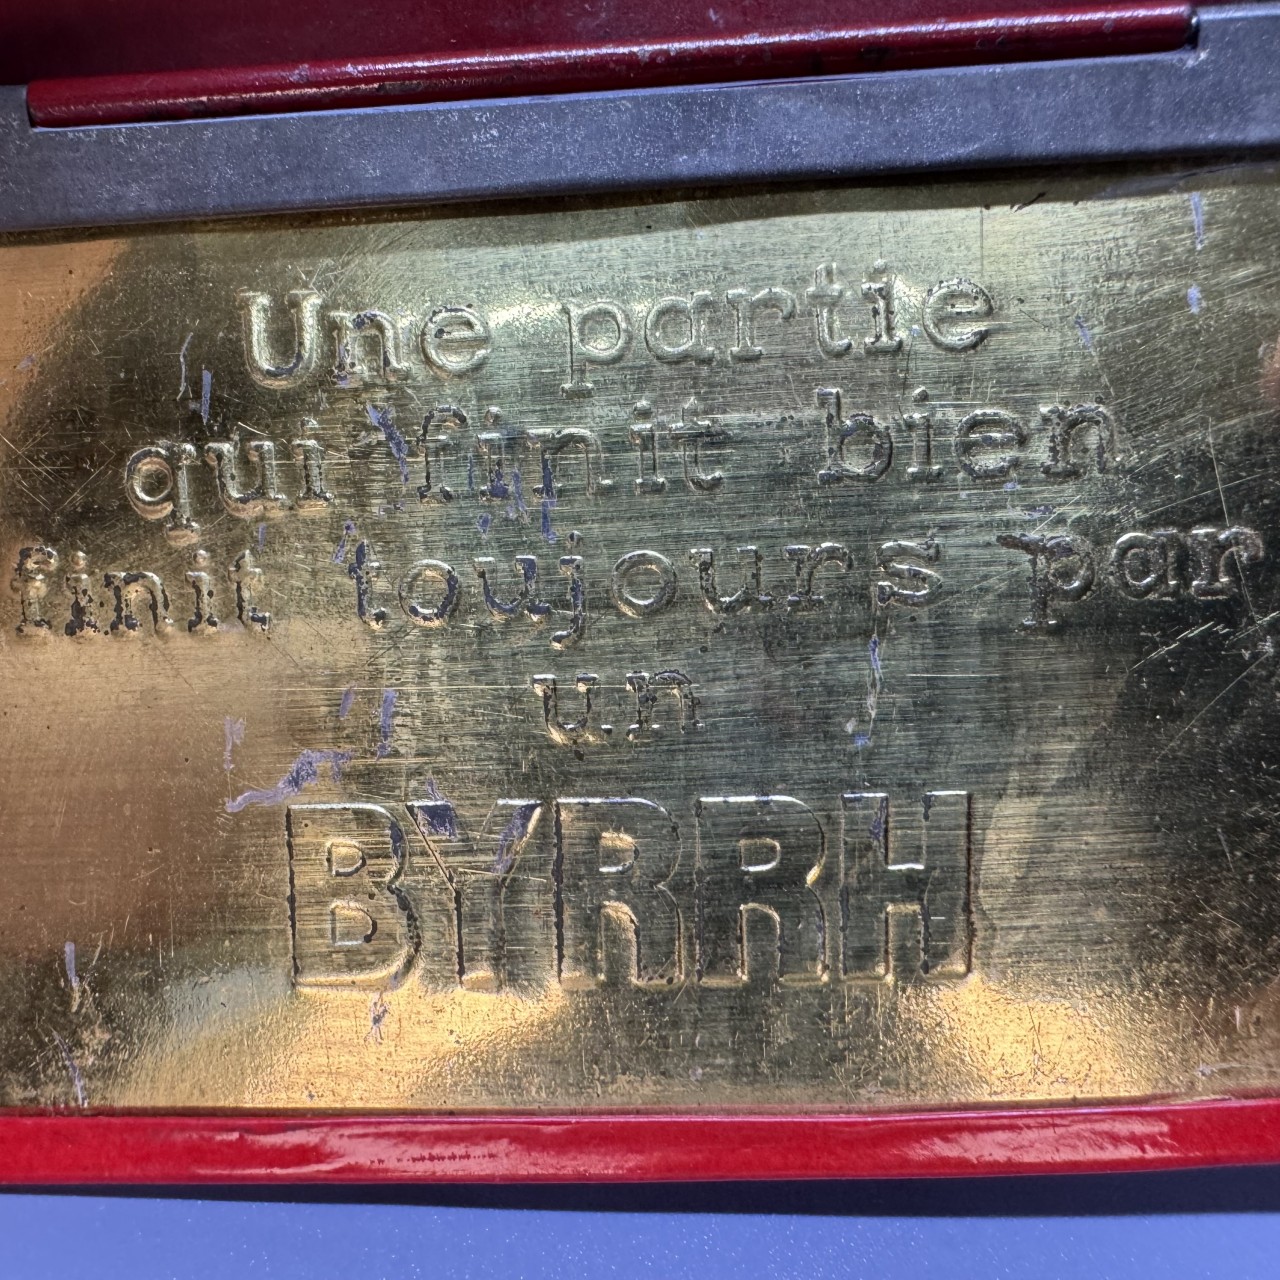 Une partie
qui finit bien
finit toujours par
un
BYRRH